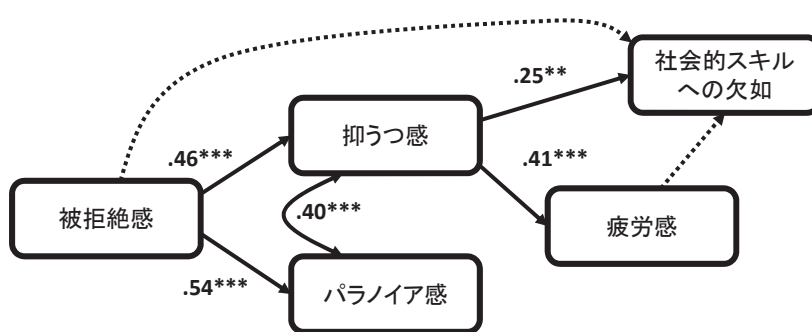 社会的スキル
への欠如
.25**
抑うつ感
.46***
.41***
被拒絶感
.40***
疲労感
.54***
パラノイア感